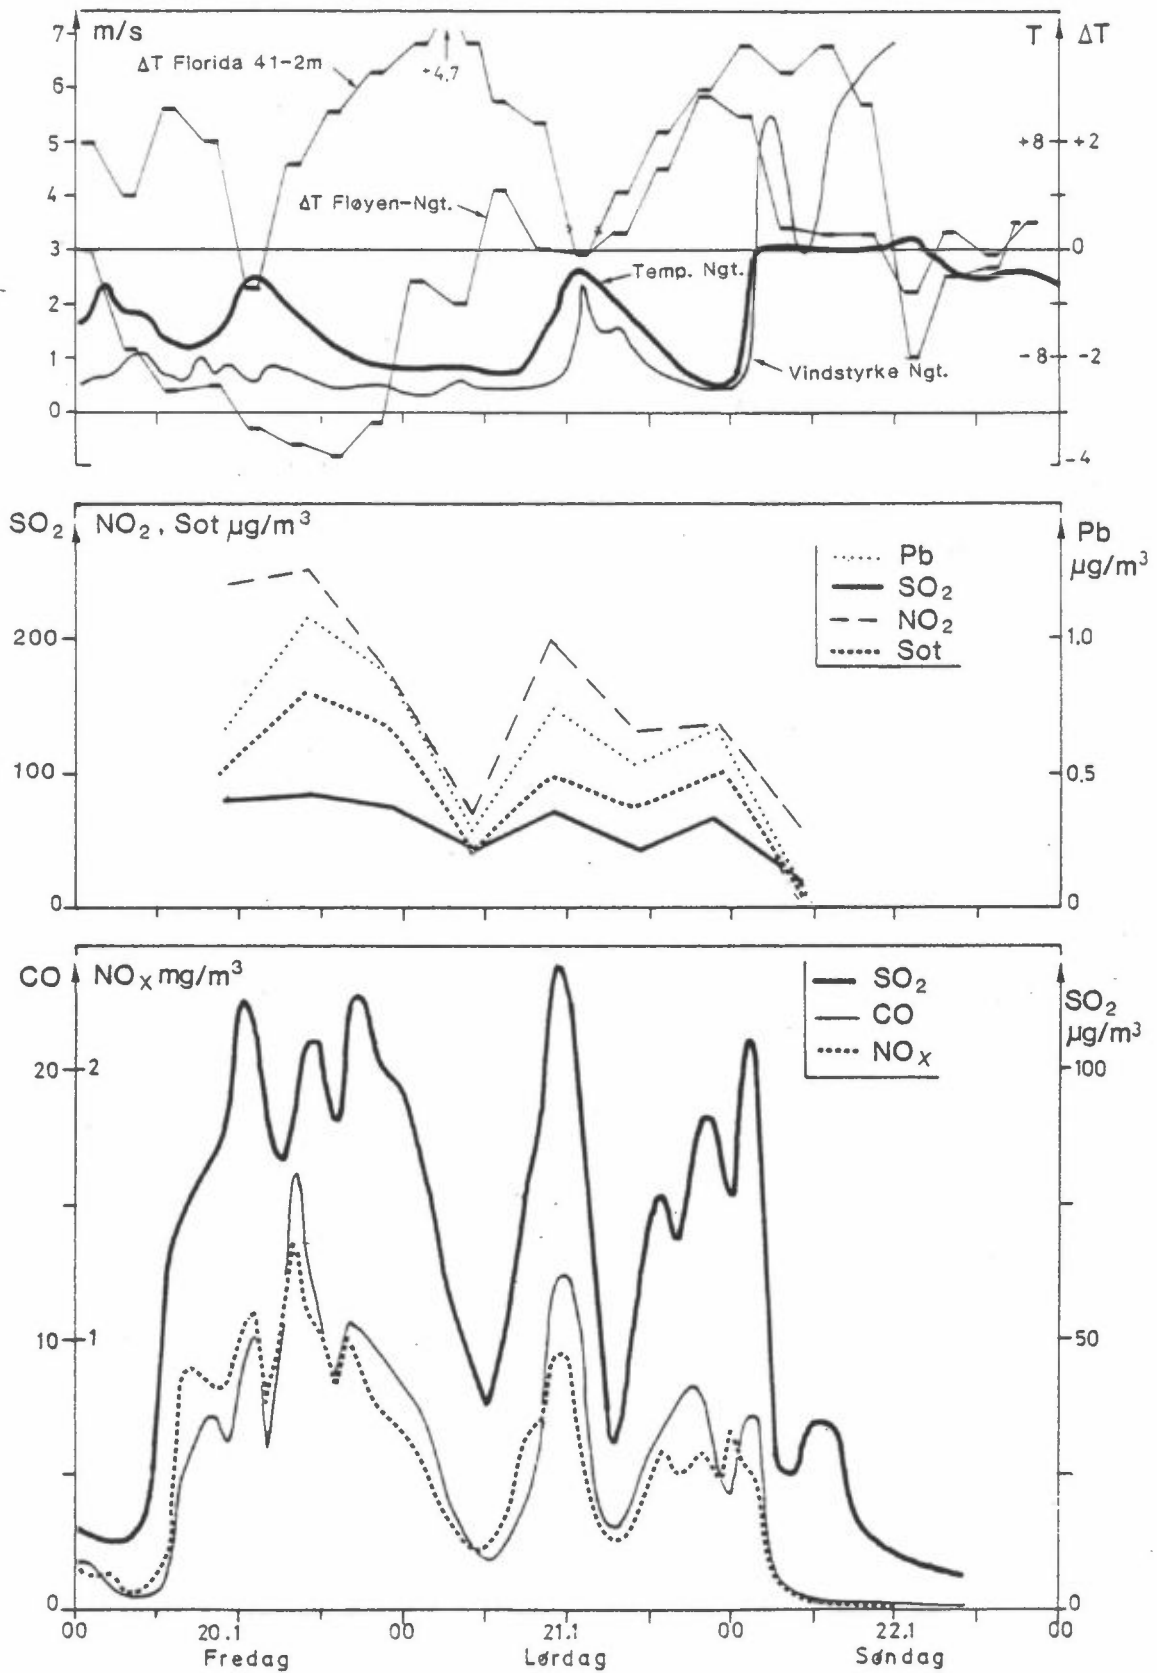 7 m/s T ΔT
ΔT Florida 41-2m
+4,7
6
5 +8 +2
4
ΔT Fløyen-Ngt.
3 0
Temp. Ngt.
2
1 -8 -2
Vindstyrke Ngt.
0
-4
SO2 NO2, Sot µg/m3 Pb
µg/m3
Pb
SO2
NO2
Sot
200 1,0
100 0,5
0 0
CO NOX mg/m3 SO2
µg/m3
SO2
CO
NOX
20 2 100
10 1 50
0 0
00 20.1 00 21.1 00 22.1 00
Fredag Lørdag Søndag